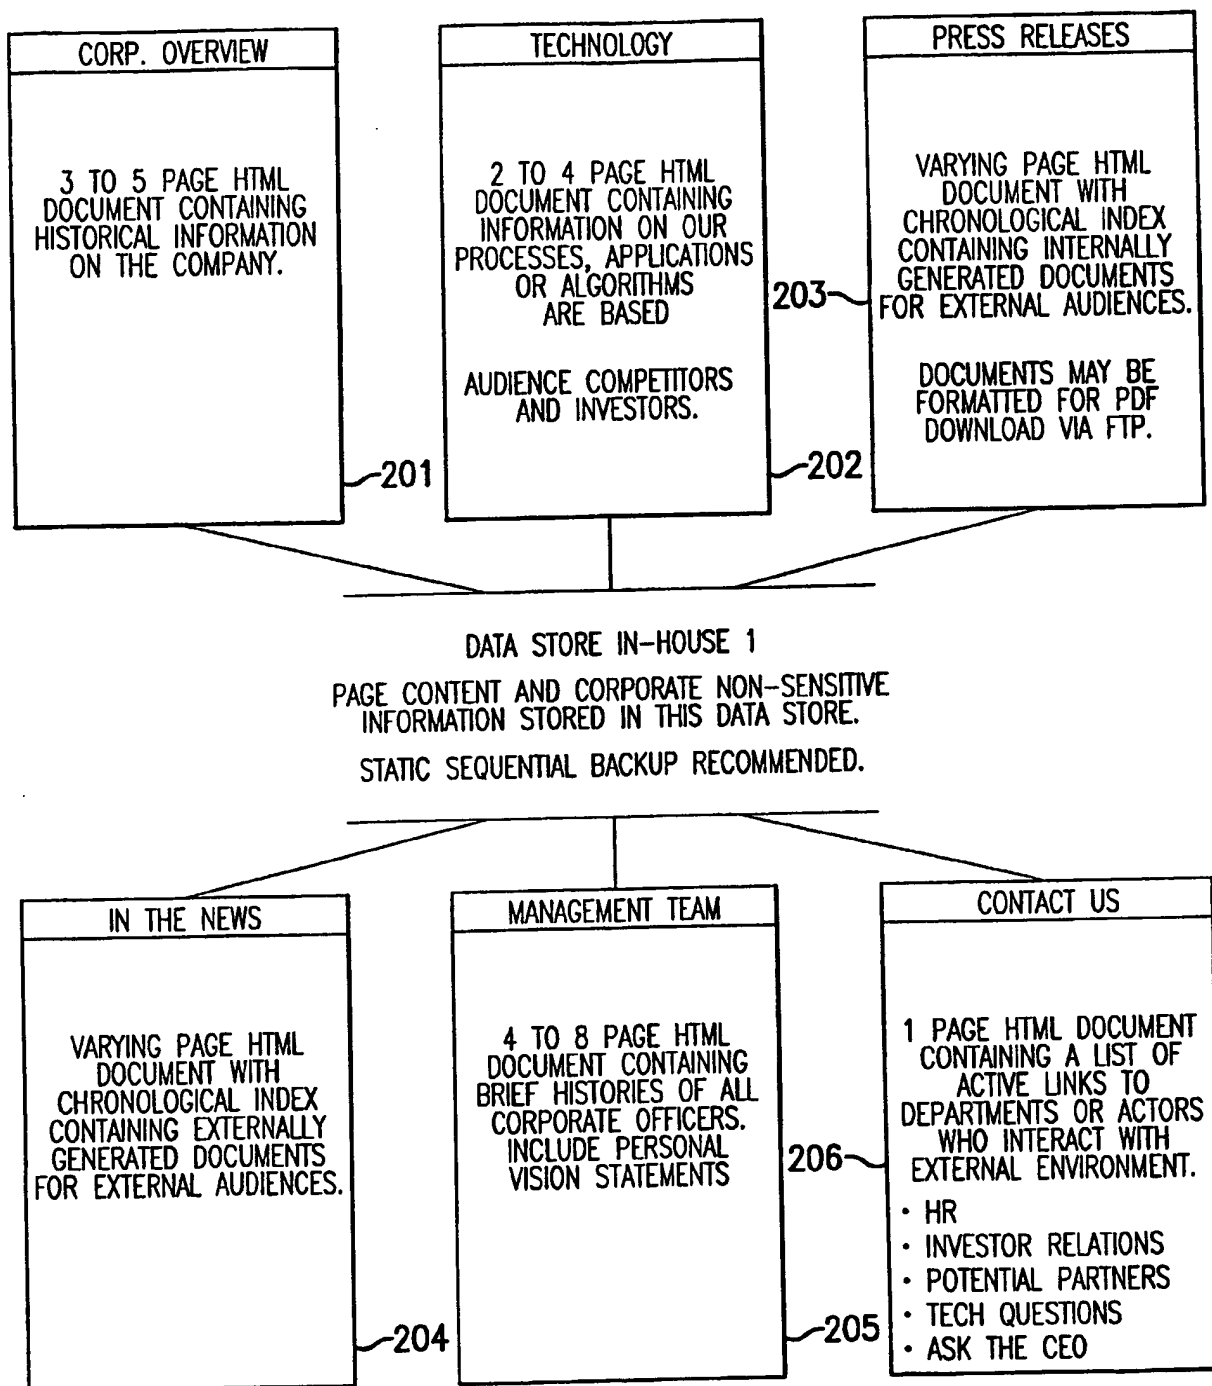 CORP. OVERVIEW
3 TO 5 PAGE HTML
DOCUMENT CONTAINING
HISTORICAL INFORMATION
ON THE COMPANY.
201
TECHNOLOGY
2 TO 4 PAGE HTML
DOCUMENT CONTAINING
INFORMATION ON OUR
PROCESSES, APPLICATIONS
OR ALGORITHMS
ARE BASED
AUDIENCE COMPETITORS
AND INVESTORS.
202
PRESS RELEASES
VARYING PAGE HTML
DOCUMENT WITH
CHRONOLOGICAL INDEX
CONTAINING INTERNALLY
GENERATED DOCUMENTS
FOR EXTERNAL AUDIENCES.
DOCUMENTS MAY BE
FORMATTED FOR PDF
DOWNLOAD VIA FTP.
203
DATA STORE IN-HOUSE 1
PAGE CONTENT AND CORPORATE NON-SENSITIVE
INFORMATION STORED IN THIS DATA STORE.
STATIC SEQUENTIAL BACKUP RECOMMENDED.
IN THE NEWS
VARYING PAGE HTML
DOCUMENT WITH
CHRONOLOGICAL INDEX
CONTAINING EXTERNALLY
GENERATED DOCUMENTS
FOR EXTERNAL AUDIENCES.
204
MANAGEMENT TEAM
4 TO 8 PAGE HTML
DOCUMENT CONTAINING
BRIEF HISTORIES OF ALL
CORPORATE OFFICERS.
INCLUDE PERSONAL
VISION STATEMENTS
205
CONTACT US
1 PAGE HTML DOCUMENT
CONTAINING A LIST OF
ACTIVE LINKS TO
DEPARTMENTS OR ACTORS
WHO INTERACT WITH
EXTERNAL ENVIRONMENT.
• HR
• INVESTOR RELATIONS
• POTENTIAL PARTNERS
• TECH QUESTIONS
• ASK THE CEO
206